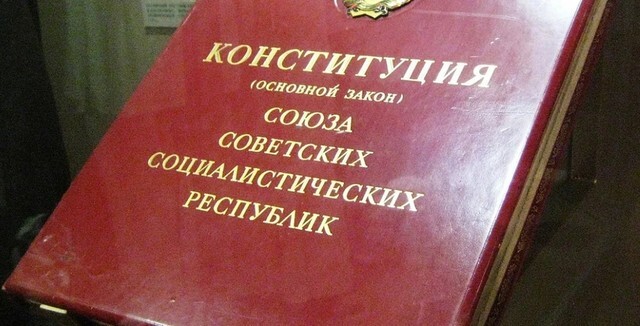 КОНСТИТУЦИЯ
(ОСНОВНОЙ ЗАКОН)
СОЮЗА
СОВЕТСКИХ
СОЦИАЛИСТИЧЕСКИХ
РЕСПУБЛИК